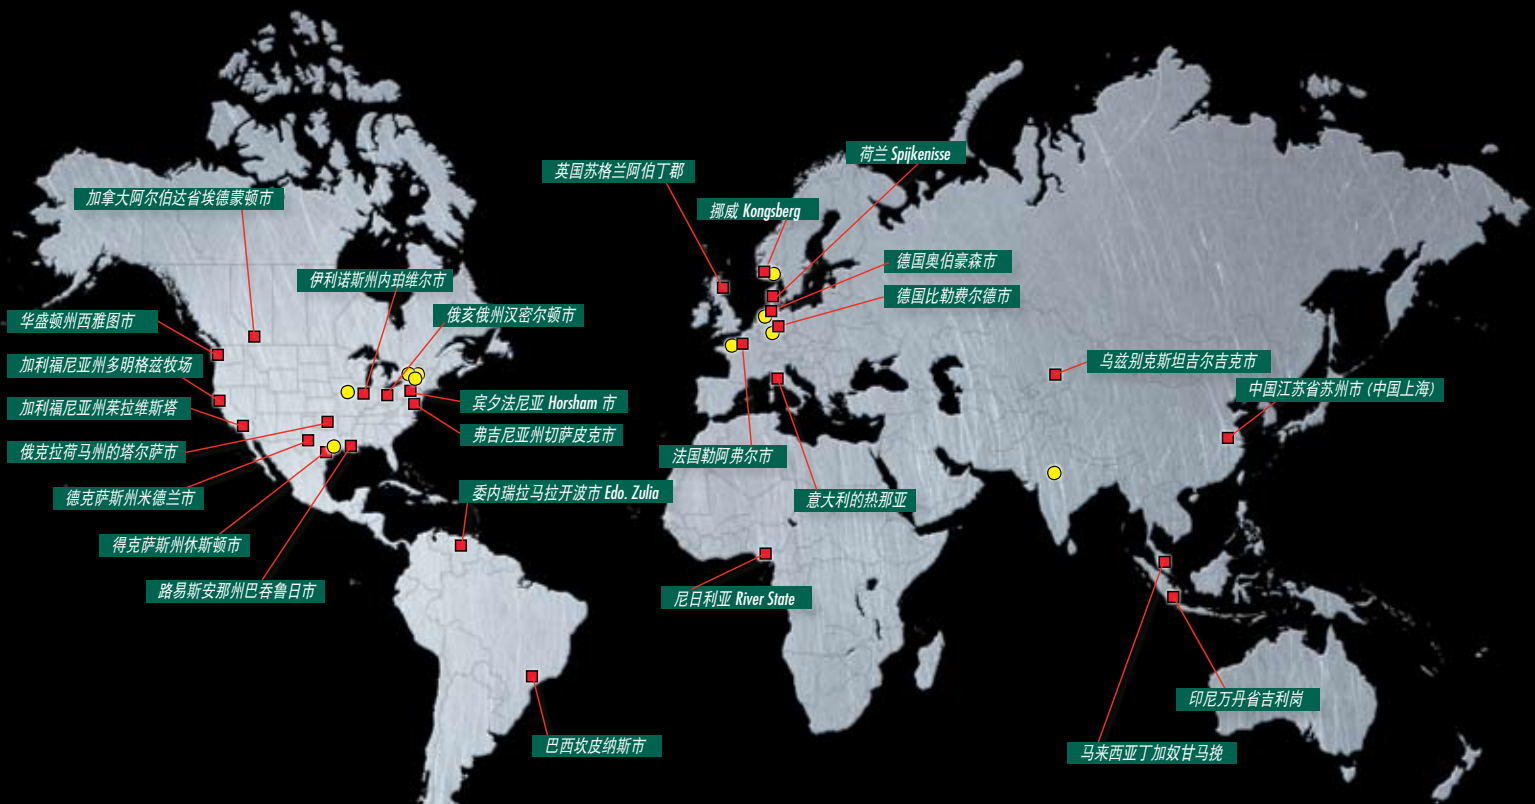 荷兰 Spijkenisse
英国苏格兰阿伯丁郡
加拿大阿尔伯达省埃德蒙顿市
挪威 Kongsberg
德国奥伯豪森市
伊利诺斯州内珀维尔市
德国比勒费尔德市
俄亥俄州汉密尔顿市
华盛顿州西雅图市
乌兹别克斯坦吉尔吉克市
加利福尼亚州多明格兹牧场
中国江苏省苏州市 (中国上海)
宾夕法尼亚 Horsham 市
加利福尼亚州茱拉维斯塔
弗吉尼亚州切萨皮克市
俄克拉荷马州的塔尔萨市
法国勒阿弗尔市
委内瑞拉马拉开波市 Edo. Zulia
德克萨斯州米德兰市
意大利的热那亚
得克萨斯州休斯顿市
路易斯安那州巴吞鲁日市
尼日利亚 River State
印尼万丹省吉利岗
巴西坎皮纳斯市
马来西亚丁加奴甘马挽